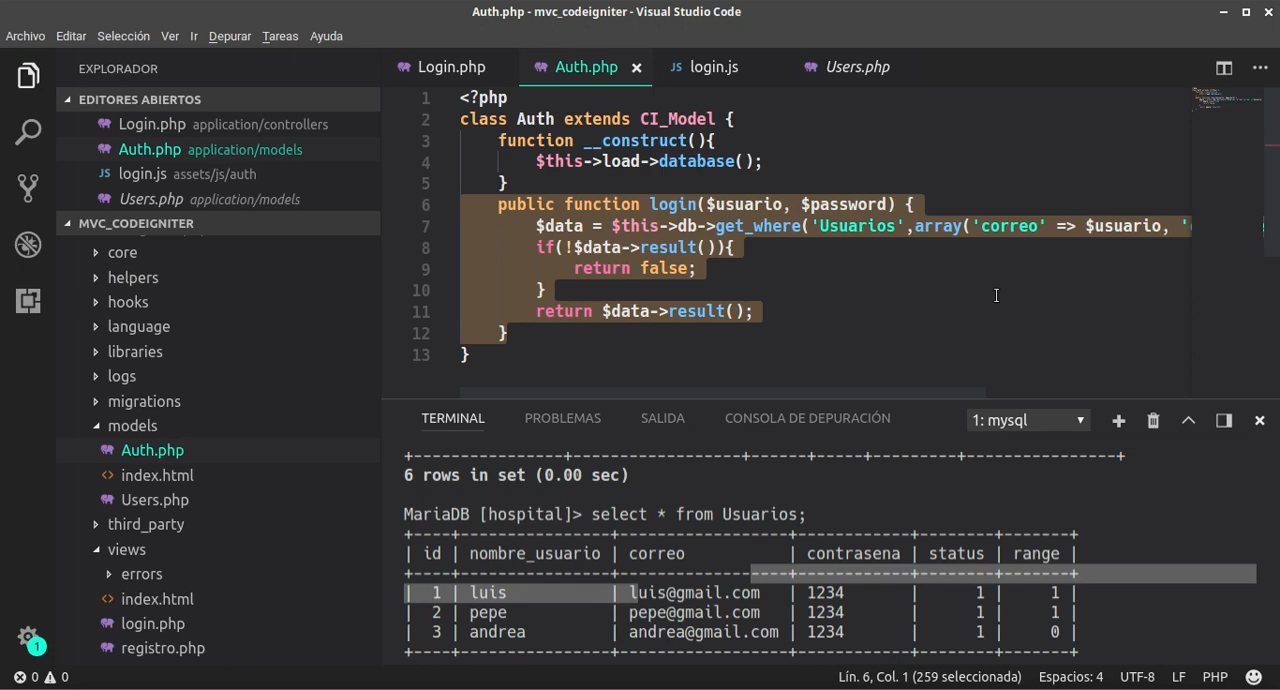 Auth.php - mvc_codeigniter - Visual Studio Code
Archivo Editar Selección Ver Ir Depurar Tareas Ayuda
EXPLORADOR
EDITORES ABIERTOS
Login.php application/controllers
Auth.php application/models
JS login.js assets/js/auth
Users.php application/models
MVC_CODEIGNITER
core
helpers
hooks
language
libraries
logs
migrations
models
Auth.php
<> index.html
Users.php
third_party
views
errors
<> index.html
login.php
registro.php
1
Login.php Auth.php × JS login.js Users.php
1 <?php
2 class Auth extends CI_Model {
3 function __construct(){
4 $this->load->database();
5 }
6 public function login($usuario, $password) {
7 $data = $this->db->get_where('Usuarios',array('correo' => $usuario, '
8 if(!$data->result()){
9 return false;
10 }
11 return $data->result();
12 }
13 }
TERMINAL PROBLEMAS SALIDA CONSOLA DE DEPURACIÓN 1: mysql
+----------------+------------------+------+-----+---------+----------------+
6 rows in set (0.00 sec)
MariaDB [hospital]> select * from Usuarios;
+----+----------------+------------------+------------+--------+-------+
| id | nombre_usuario | correo | contrasena | status | range |
+----+----------------+------------------+------------+--------+-------+
| 1 | luis | luis@gmail.com | 1234 | 1 | 1 |
| 2 | pepe | pepe@gmail.com | 1234 | 1 | 1 |
| 3 | andrea | andrea@gmail.com | 1234 | 1 | 0 |
+----+----------------+------------------+------------+--------+-------+
0 0 Lín. 6, Col. 1 (259 seleccionada) Espacios: 4 UTF-8 LF PHP